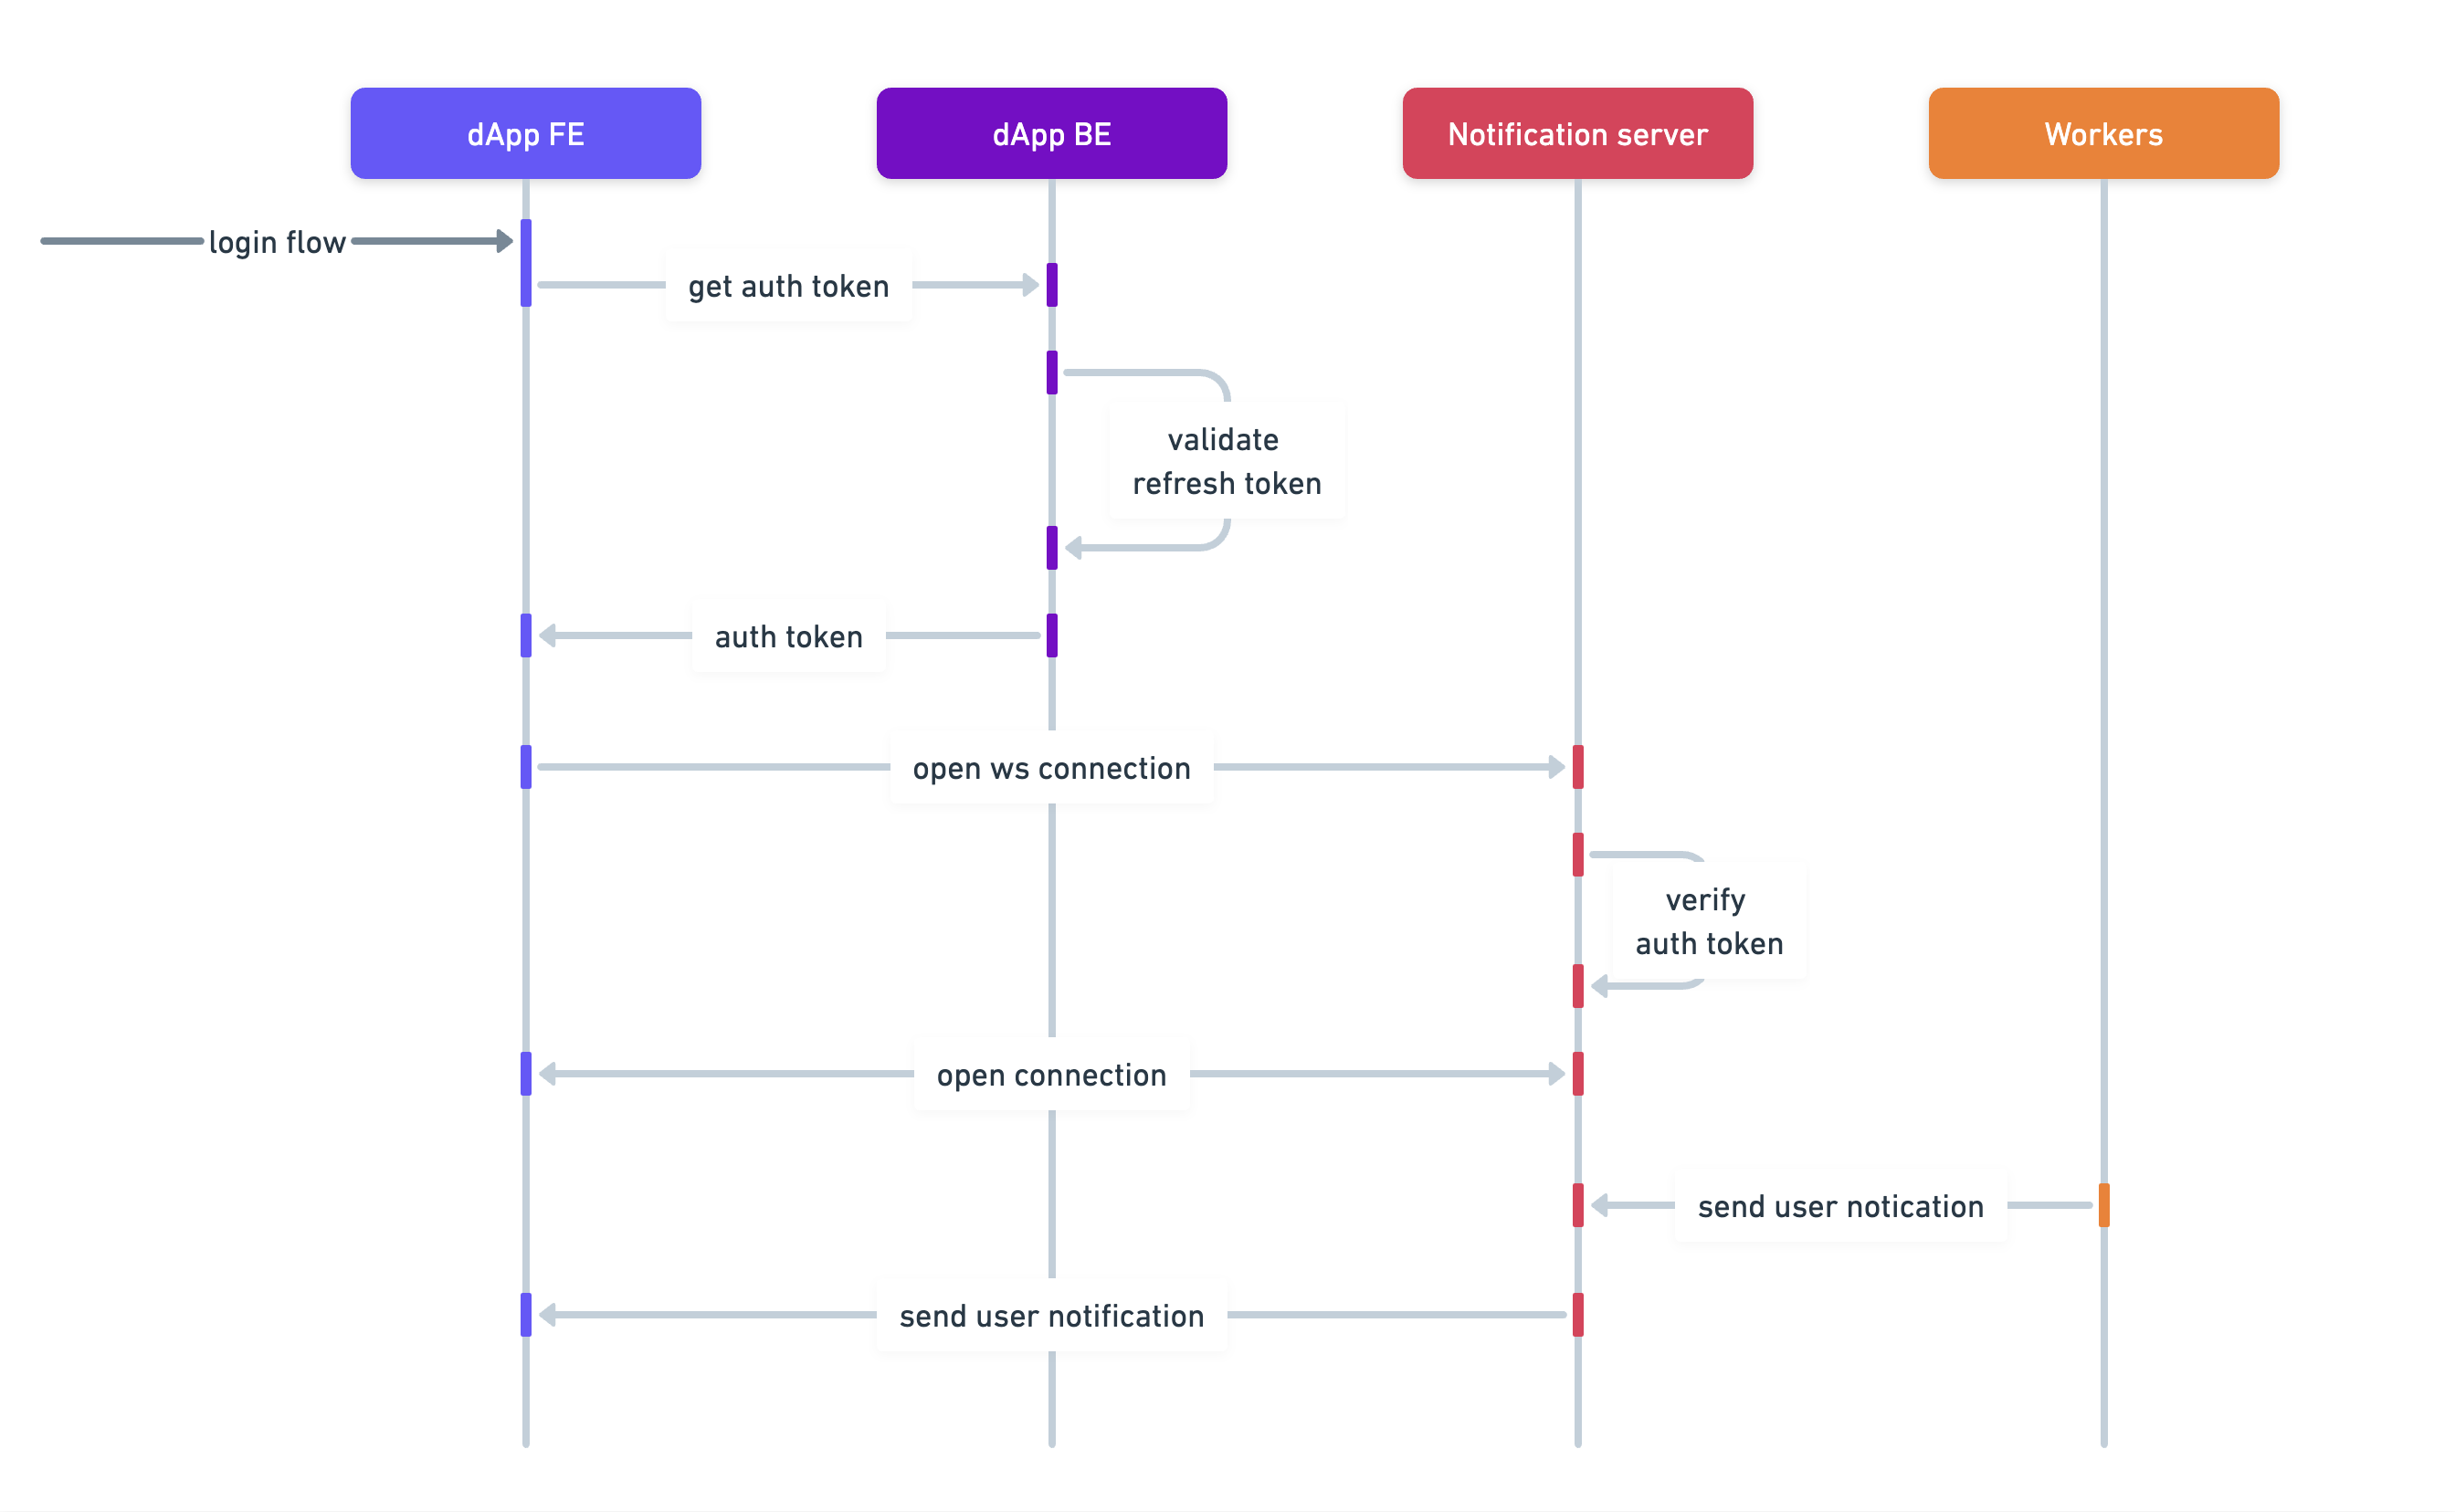 dApp FE
dApp BE
Notification server
Workers
login flow
get auth token
validate
refresh token
auth token
open ws connection
verify
auth token
open connection
send user notication
send user notification